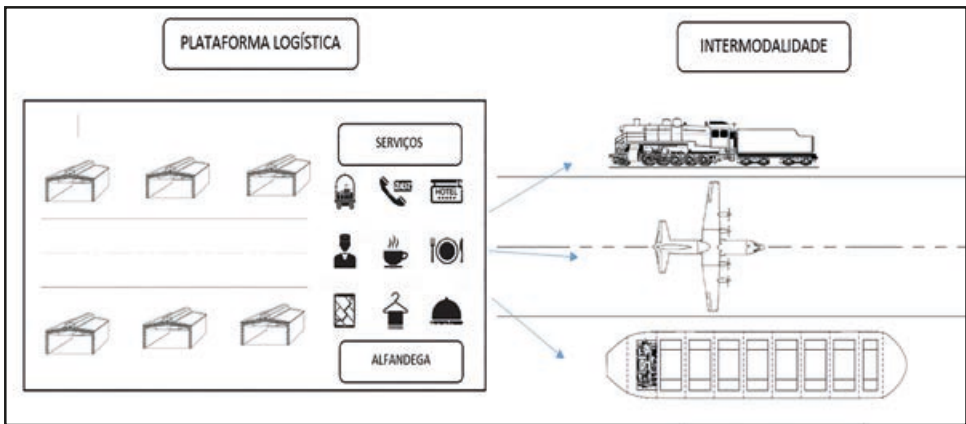 PLATAFORMA LOGÍSTICA
INTERMODALIDADE
SERVIÇOS
HOTEL
ALFANDEGA